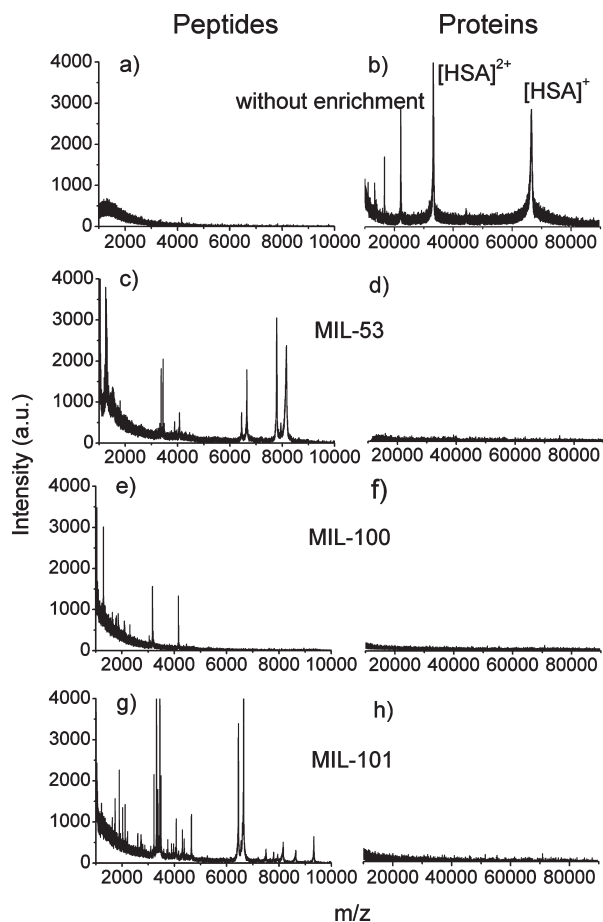 Peptides Proteins
a) b) [HSA]2+ [HSA]+
without enrichment
4000
3000
2000
1000
0
2000 4000 6000 8000 10000
20000 40000 60000 80000
c) d)
MIL-53
4000
3000
2000
1000
0
2000 4000 6000 8000 10000
20000 40000 60000 80000
Intensity (a.u.)
e) f)
MIL-100
4000
3000
2000
1000
0
2000 4000 6000 8000 10000
20000 40000 60000 80000
g) h)
MIL-101
4000
3000
2000
1000
0
2000 4000 6000 8000 10000
20000 40000 60000 80000
m/z